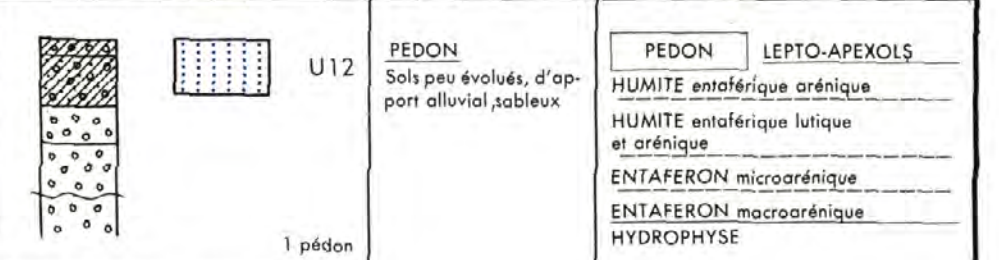 U12
1 pédon
PEDON
Sols peu évolués, d'ap-
port alluvial ,sableux
PEDON LEPTO-APEXOLS
HUMITE entaférique arénique
HUMITE entaférique lutique
et arénique
ENTAFERON microarénique
ENTAFERON macroarénique
HYDROPHYSE